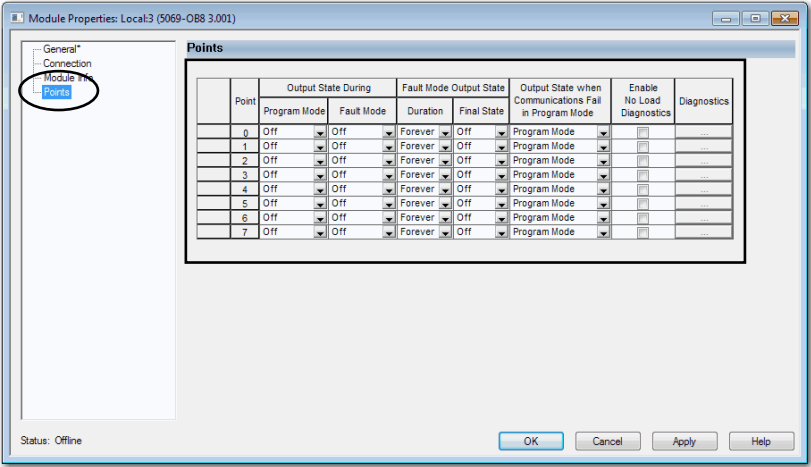 Module Properties: Local:3 (5069-OB8 3.001)
General*
Connection
Module Info
Points
Points
Point
Output State During
Program Mode
Fault Mode
Fault Mode Output State
Duration
Final State
Output State when
Communications Fail
in Program Mode
Enable
No Load
Diagnostics
Diagnostics
0 Off Off Forever Off Program Mode ...
1 Off Off Forever Off Program Mode ...
2 Off Off Forever Off Program Mode ...
3 Off Off Forever Off Program Mode ...
4 Off Off Forever Off Program Mode ...
5 Off Off Forever Off Program Mode ...
6 Off Off Forever Off Program Mode ...
7 Off Off Forever Off Program Mode ...
Status: Offline
OK
Cancel
Apply
Help